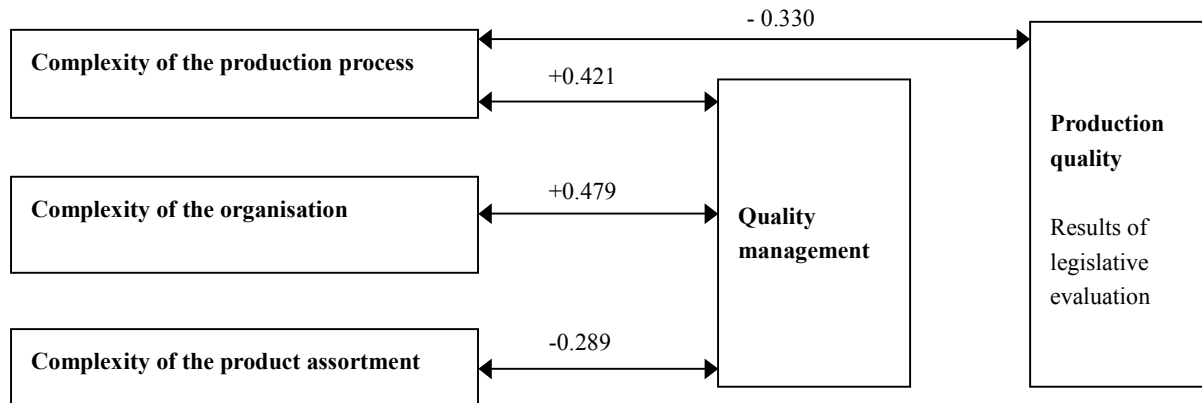 - 0.330
Complexity of the production process
+0.421
Production
quality
Complexity of the organisation
+0.479
Quality
management
Results of
legislative
evaluation
Complexity of the product assortment
-0.289